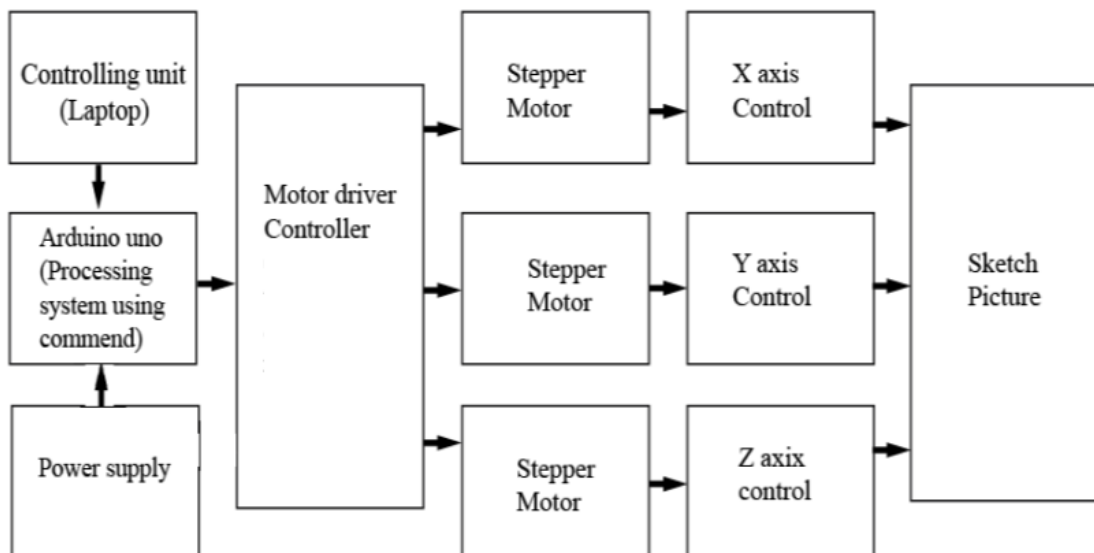 Controlling unit
(Laptop)
Arduino uno
(Processing
system using
commend)
Power supply
Motor driver
Controller
Stepper
Motor
X axis
Control
Stepper
Motor
Y axis
Control
Stepper
Motor
Z axix
control
Sketch
Picture